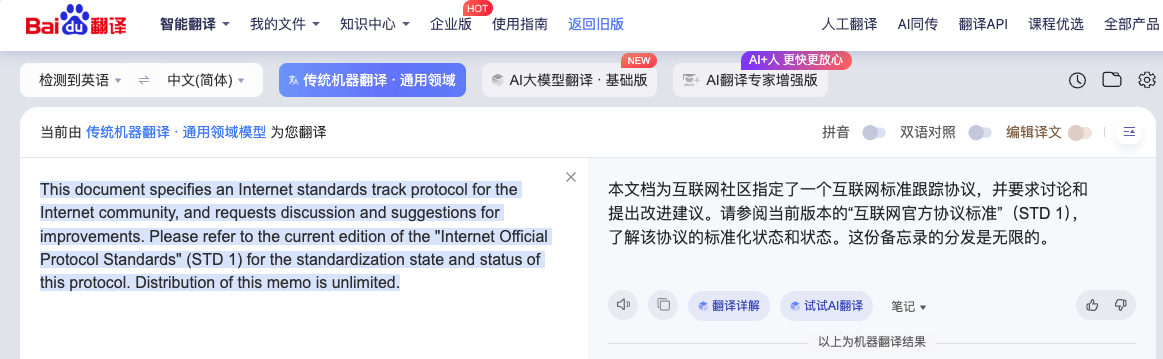 Baidu翻译
智能翻译 我的文件 知识中心 企业版 HOT 使用指南 返回旧版 人工翻译 AI同传 翻译API 课程优选 全部产品
检测到英语 中文(简体) 传统机器翻译 · 通用领域 AI大模型翻译 · 基础版 NEW AI翻译专家增强版 AI+人 更快更放心
当前由 传统机器翻译 · 通用领域模型 为您翻译 拼音 双语对照 编辑译文
This document specifies an Internet standards track protocol for the
Internet community, and requests discussion and suggestions for
improvements. Please refer to the current edition of the "Internet Official
Protocol Standards" (STD 1) for the standardization state and status of
this protocol. Distribution of this memo is unlimited.
本文档为互联网社区指定了一个互联网标准跟踪协议，并要求讨论和
提出改进建议。请参阅当前版本的“互联网官方协议标准”（STD 1），
了解该协议的标准化状态和状态。这份备忘录的分发是无限的。
翻译详解 试试AI翻译 笔记
以上为机器翻译结果